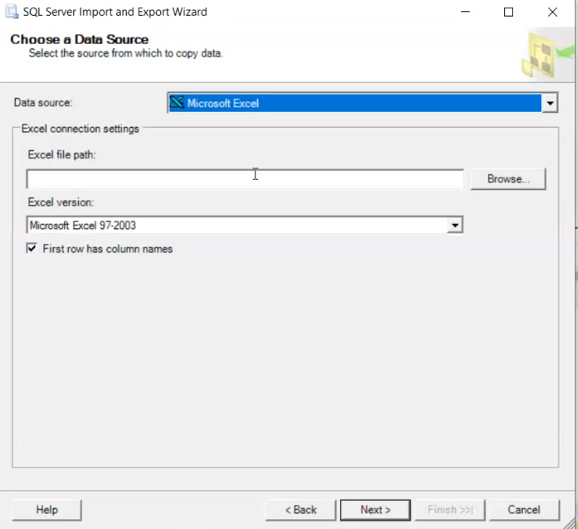 SQL Server Import and Export Wizard
Choose a Data Source
Select the source from which to copy data.
Data source: Microsoft Excel
Excel connection settings
Excel file path:
Browse...
Excel version:
Microsoft Excel 97-2003
First row has column names
Help < Back Next > Finish >>| Cancel